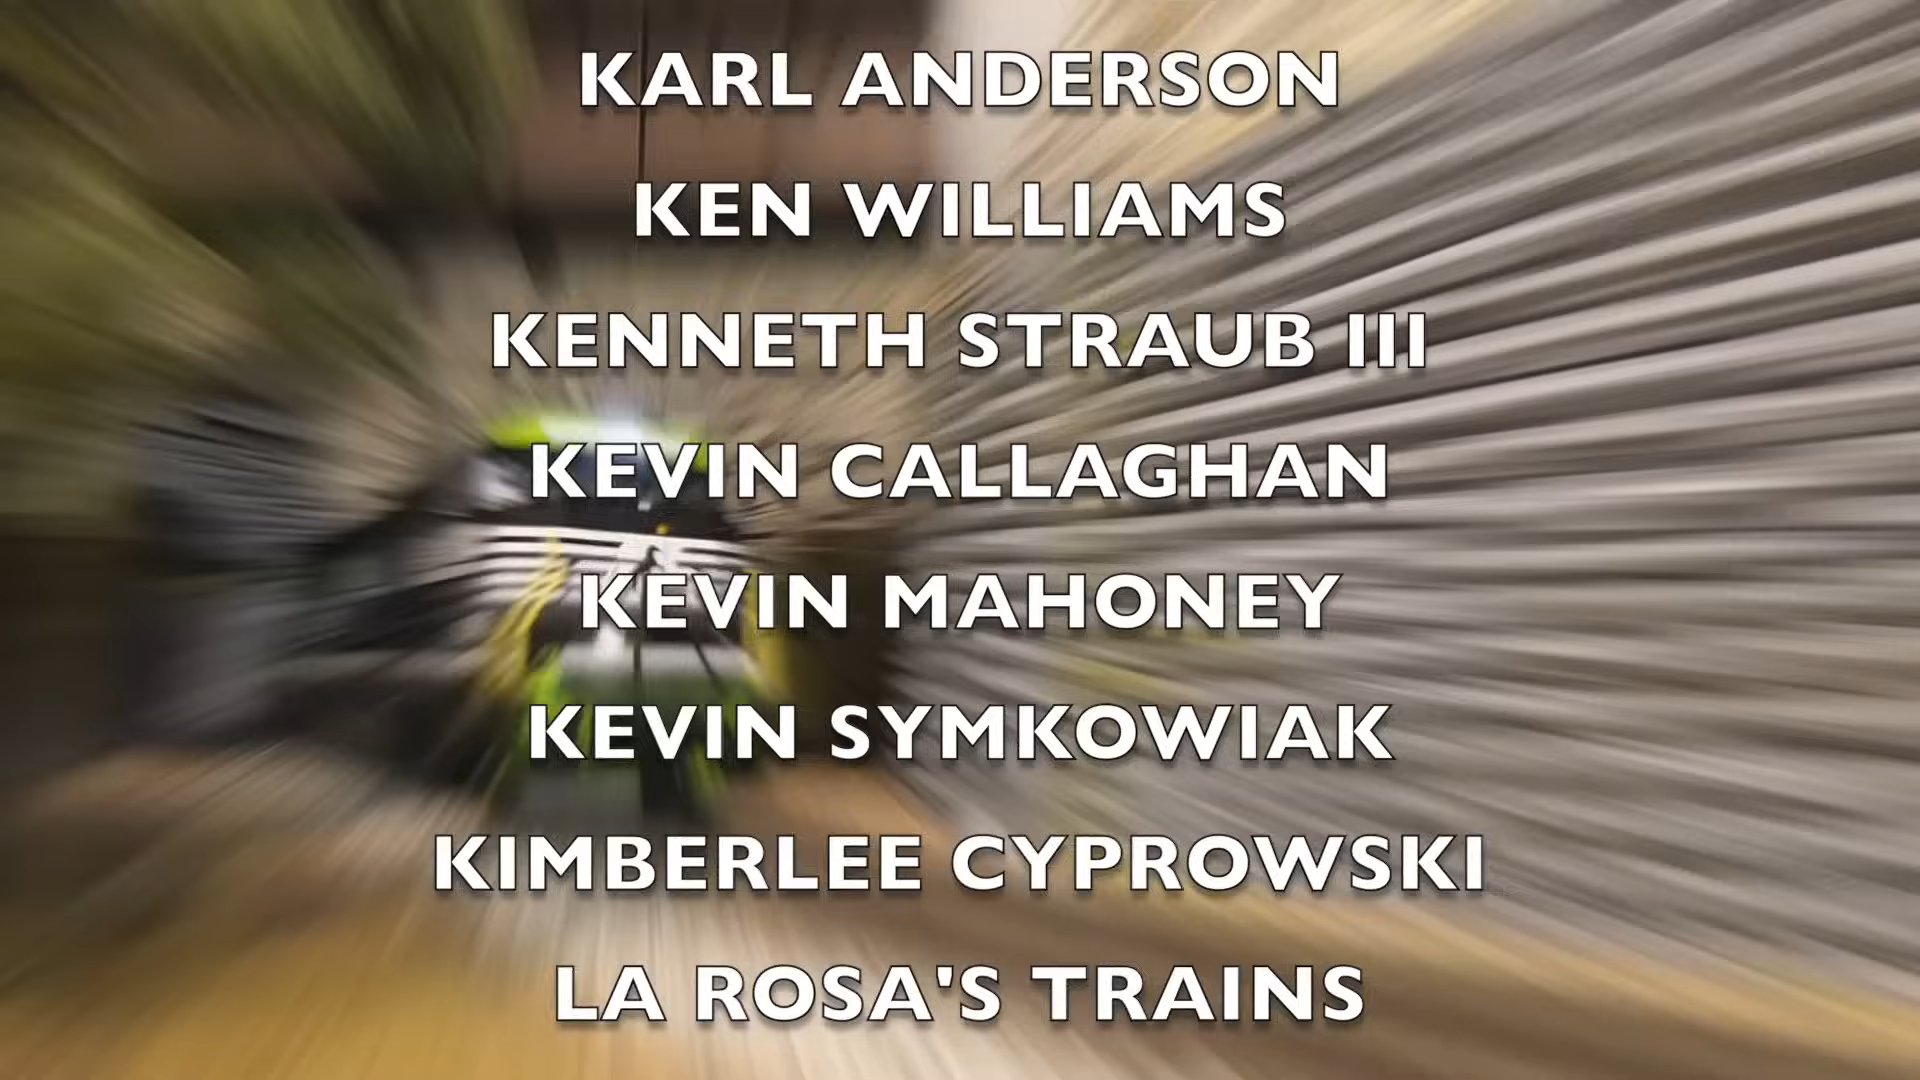 KARL ANDERSON
KEN WILLIAMS
KENNETH STRAUB III
KEVIN CALLAGHAN
KEVIN MAHONEY
KEVIN SYMKOWIAK
KIMBERLEE CYPROWSKI
LA ROSA'S TRAINS